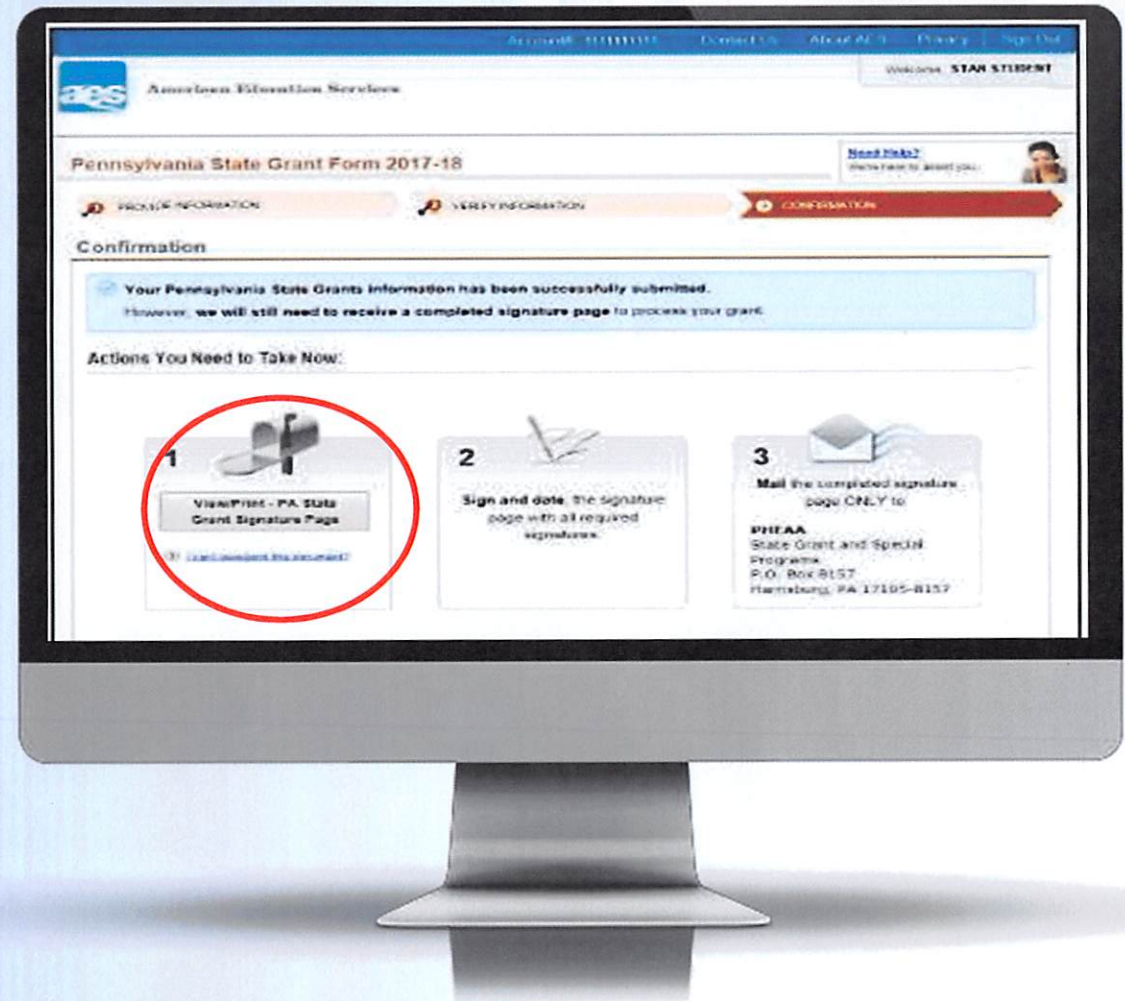 Account#: 1111111111 Contact Us About AES Privacy Sign Out
Welcome, STAR STUDENT
aes
American Education Services
Pennsylvania State Grant Form 2017-18
Need Help?
We're here to assist you.
PROVIDE INFORMATION
VERIFY INFORMATION
CONFIRMATION
Confirmation
Your Pennsylvania State Grants information has been successfully submitted.
However, we will still need to receive a completed signature page to process your grant.
Actions You Need to Take Now:
1
View/Print - PA State
Grant Signature Page
document?
2
Sign and date, the signature
page with all required
signatures.
3
Mail the completed signature
page ONLY to
PHEAA
State Grant and Special
Programs
P.O. Box 8157
Harrisburg, PA 17105-8157